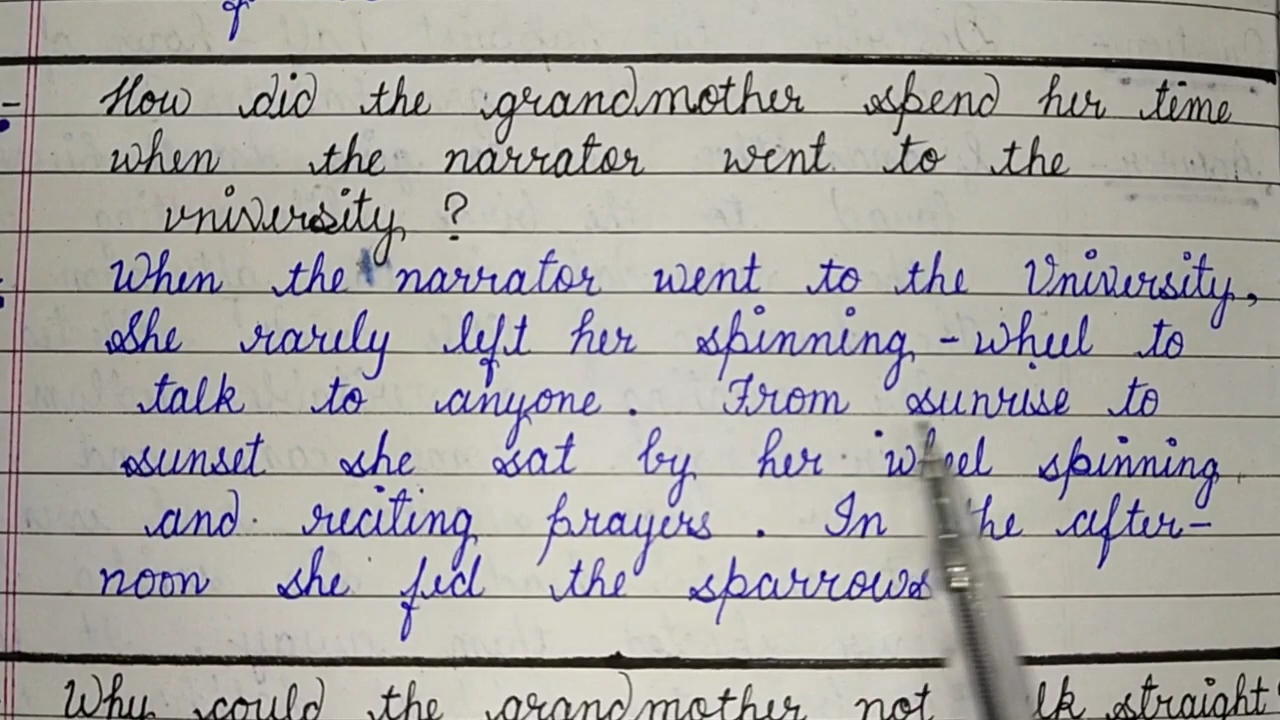 How did the grandmother spend her time
when the narrator went to the
university ?
When the narrator went to the University,
She rarely left her spinning-wheel to
talk to anyone. From sunrise to
sunset she sat by her wheel spinning
and reciting prayers. In the after-
noon she fed the sparrows
Why could the grandmother not straight